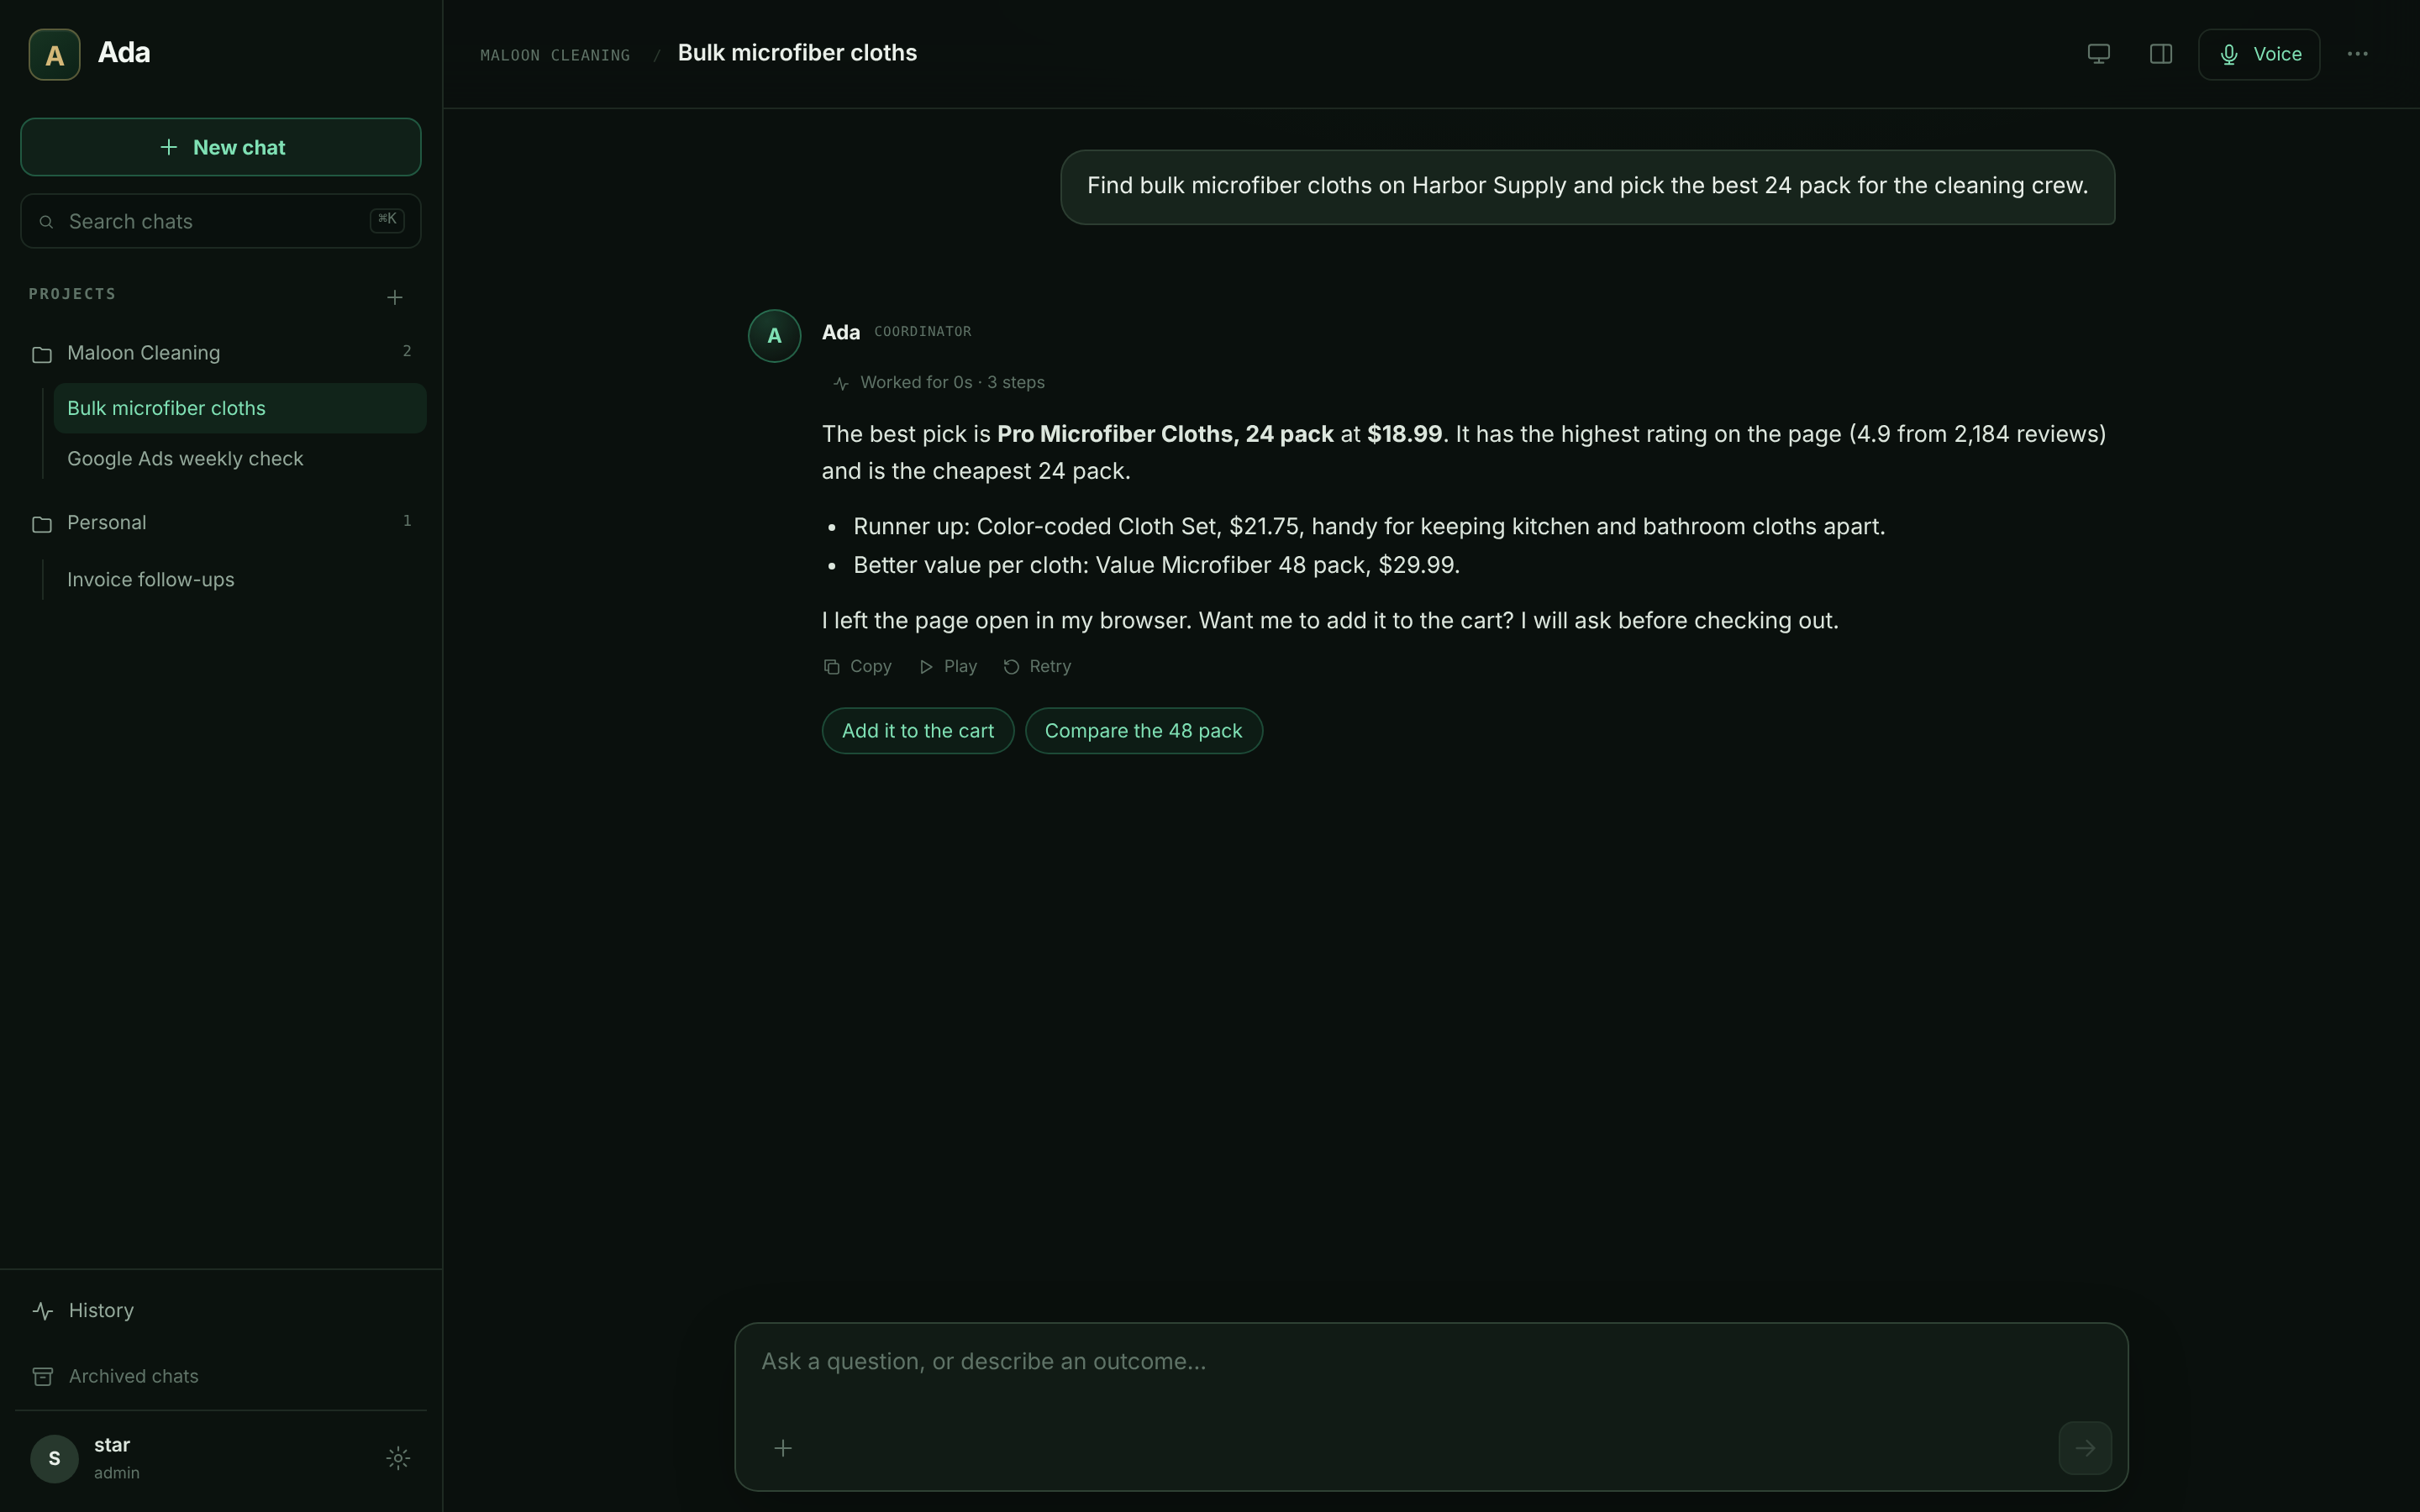 A
Ada
New chat
Search chats
⌘K
PROJECTS
Maloon Cleaning
2
Bulk microfiber cloths
Google Ads weekly check
Personal
1
Invoice follow-ups
History
Archived chats
S
star
admin
MALOON CLEANING / Bulk microfiber cloths
Voice
Find bulk microfiber cloths on Harbor Supply and pick the best 24 pack for the cleaning crew.
A
Ada COORDINATOR
Worked for 0s · 3 steps
The best pick is Pro Microfiber Cloths, 24 pack at $18.99. It has the highest rating on the page (4.9 from 2,184 reviews)
and is the cheapest 24 pack.
• Runner up: Color-coded Cloth Set, $21.75, handy for keeping kitchen and bathroom cloths apart.
• Better value per cloth: Value Microfiber 48 pack, $29.99.
I left the page open in my browser. Want me to add it to the cart? I will ask before checking out.
Copy Play Retry
Add it to the cart Compare the 48 pack
Ask a question, or describe an outcome...